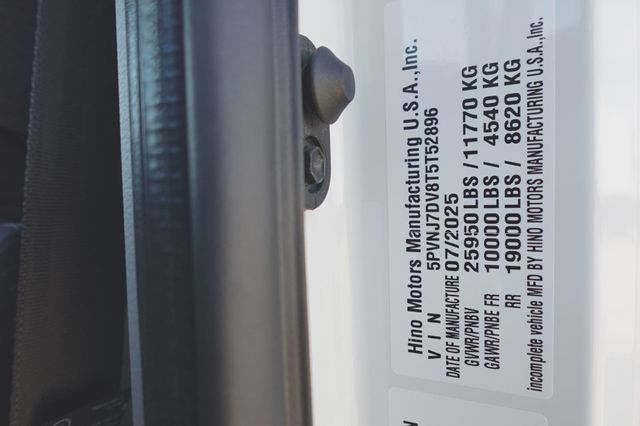 Hino Motors Manufacturing U.S.A.,Inc.
VIN 5PVNJ7DV8T5T52896
DATE OF MANUFACTURE 07/2025
GVWR/PNBV 25950 LBS / 11770 KG
GAWR/PNBE FR 10000 LBS / 4540 KG
RR 19000 LBS / 8620 KG
incomplete vehicle MFD BY HINO MOTORS MANUFACTURING U.S.A.,Inc.